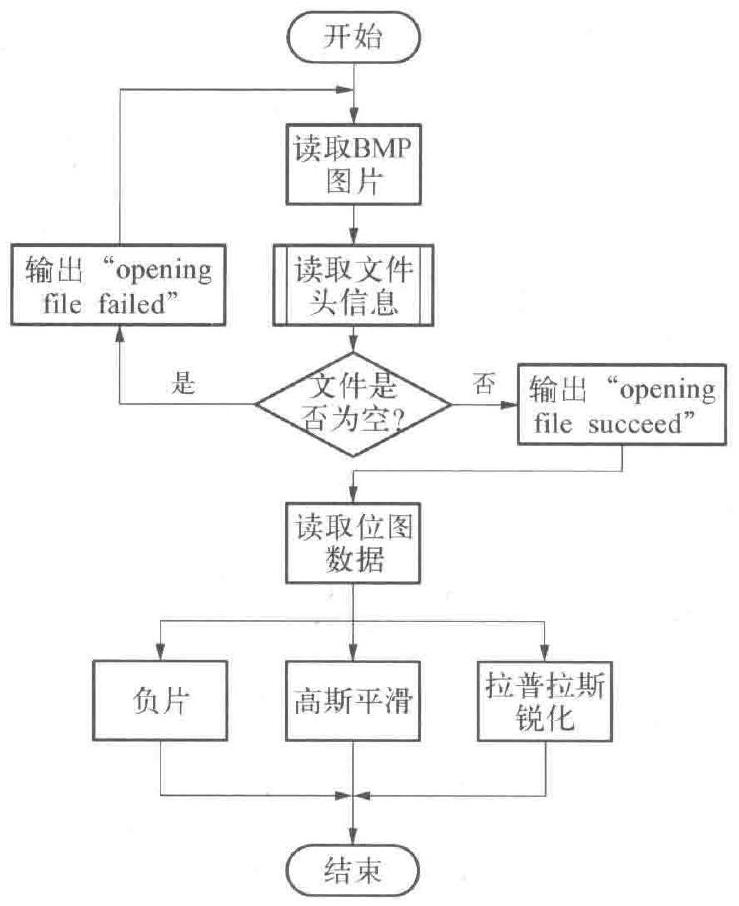 开始
读取BMP
图片
输出“opening
file failed”
读取文件
头信息
是
文件是
否为空?
否
输出“opening
file succeed”
读取位图
数据
负片
高斯平滑
拉普拉斯
锐化
结束